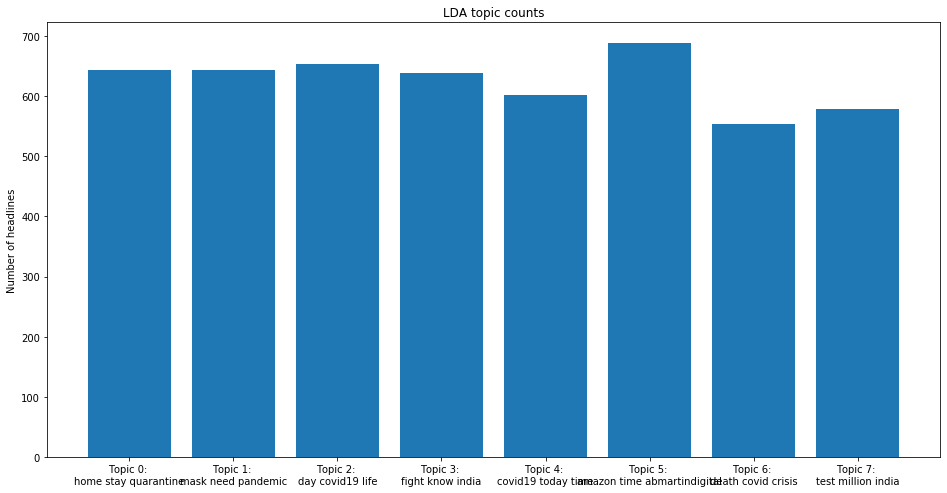 LDA topic counts
Number of headlines
700
600
500
400
300
200
100
0
Topic 0:
home stay quarantine
Topic 1:
mask need pandemic
Topic 2:
day covid19 life
Topic 3:
fight know india
Topic 4:
covid19 today time
Topic 5:
amazon time abmartindigital
Topic 6:
death covid crisis
Topic 7:
test million india